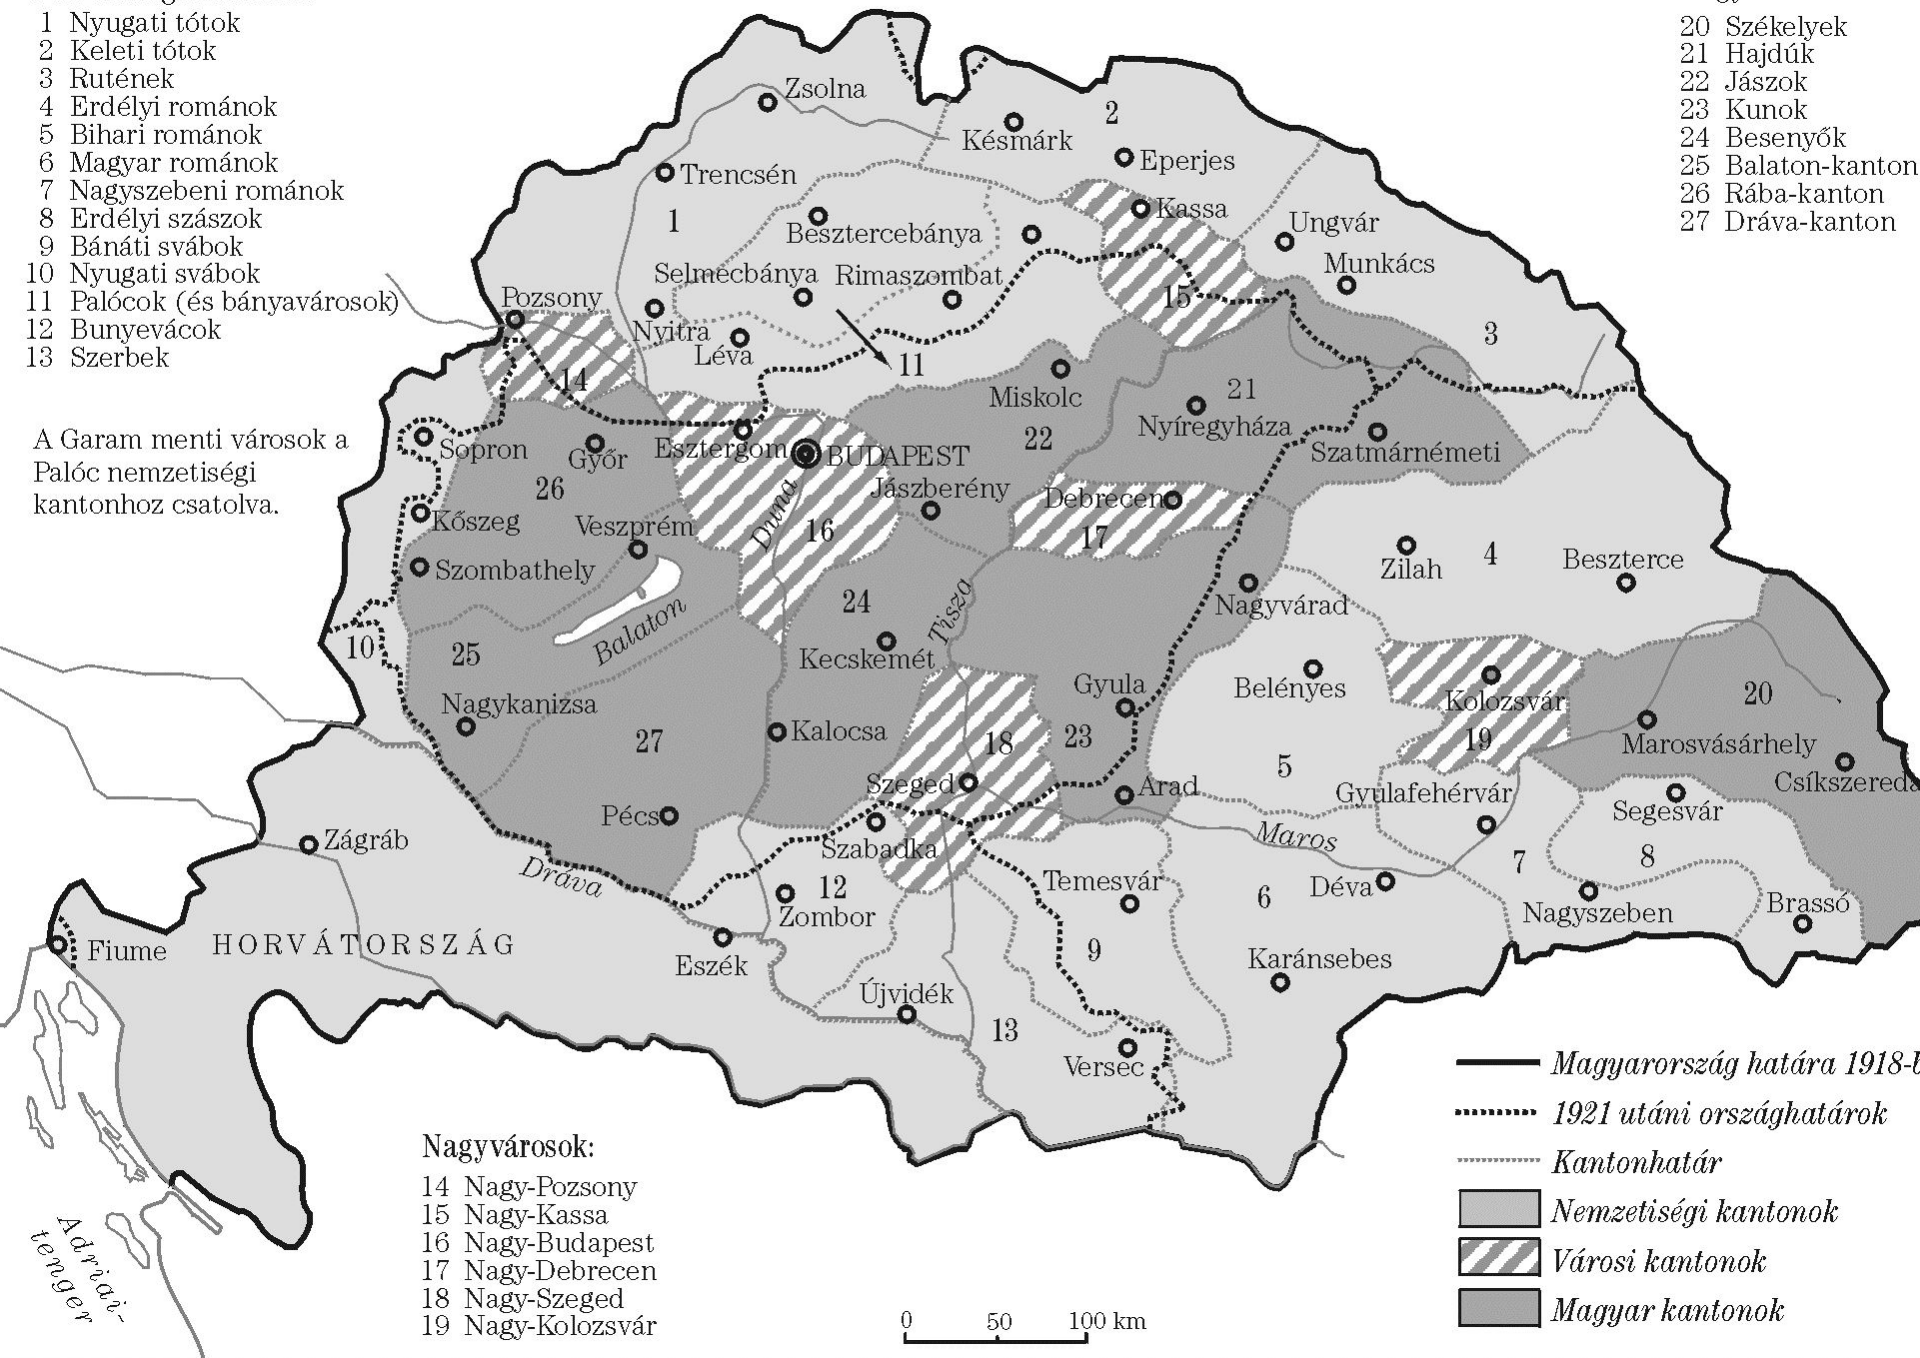 1 Nyugati tótok
2 Keleti tótok
3 Rutének
4 Erdélyi románok
5 Bihari románok
6 Magyar románok
7 Nagyszebeni románok
8 Erdélyi szászok
9 Bánáti svábok
10 Nyugati svábok
11 Palócok (és bányavárosok)
12 Bunyevácok
13 Szerbek
A Garam menti városok a
Palóc nemzetiségi
kantonhoz csatolva.
20 Székelyek
21 Hajdúk
22 Jászok
23 Kunok
24 Besenyők
25 Balaton-kanton
26 Rába-kanton
27 Dráva-kanton
Zsolna
2
Késmárk
Eperjes
Trencsén
Kassa
1
Ungvár
Besztercebánya
Munkács
Selmecbánya
Rimaszombat
15
Pozsony
Nyitra
3
Léva
11
14
Miskolc
21
Nyíregyháza
22
Szatmárnémeti
Sopron
Győr
Esztergom
BUDAPEST
26
Jászberény
Debrecen
Kőszeg
Veszprém
Duna
16
17
Szombathely
Zilah
4
Beszterce
24
Tisza
Nagyvárad
10
25
Balaton
Kecskemét
Gyula
Belényes
Kolozsvár
20
Nagykanizsa
27
Kalocsa
18
23
19
Marosvásárhely
5
Csíkszereda
Szeged
Arad
Gyulafehérvár
Segesvár
Pécs
Zágráb
Szabadka
Maros
7
8
Dráva
12
Temesvár
6
Déva
Zombor
Nagyszeben
Brassó
Fiume
HORVÁTORSZÁG
9
Eszék
Karánsebes
Újvidék
13
Versec
Adriai-
tenger
Nagyvárosok:
14 Nagy-Pozsony
15 Nagy-Kassa
16 Nagy-Budapest
17 Nagy-Debrecen
18 Nagy-Szeged
19 Nagy-Kolozsvár
0 50 100 km
Magyarország határa 1918-b
1921 utáni országhatárok
Kantonhatár
Nemzetiségi kantonok
Városi kantonok
Magyar kantonok